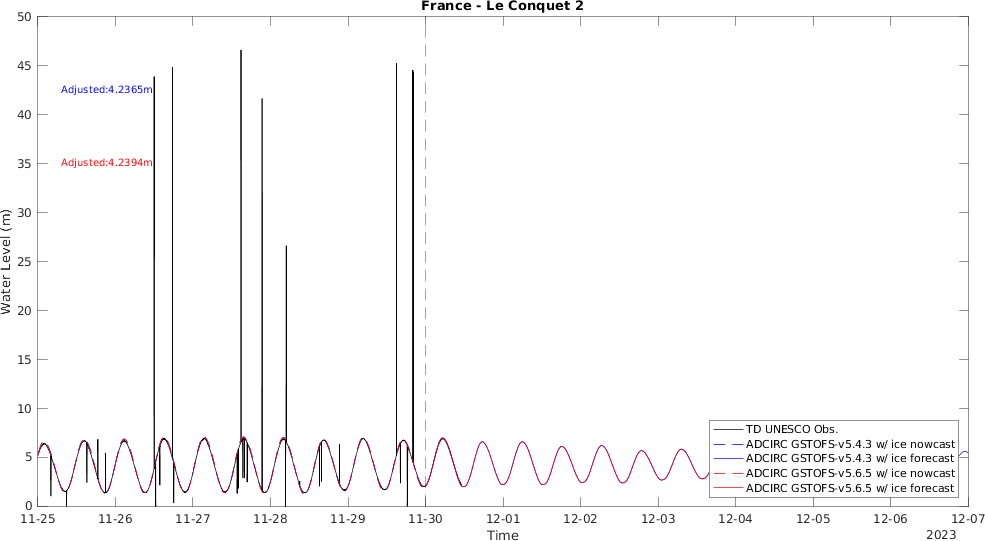 France - Le Conquet 2
50
45
40
35
30
25
20
15
10
5
0
Water Level (m)
Adjusted:4.2365m
Adjusted:4.2394m
TD UNESCO Obs.
ADCIRC GSTOFS-v5.4.3 w/ ice nowcast
ADCIRC GSTOFS-v5.4.3 w/ ice forecast
ADCIRC GSTOFS-v5.6.5 w/ ice nowcast
ADCIRC GSTOFS-v5.6.5 w/ ice forecast
11-25 11-26 11-27 11-28 11-29 11-30 12-01 12-02 12-03 12-04 12-05 12-06 12-07
Time
2023